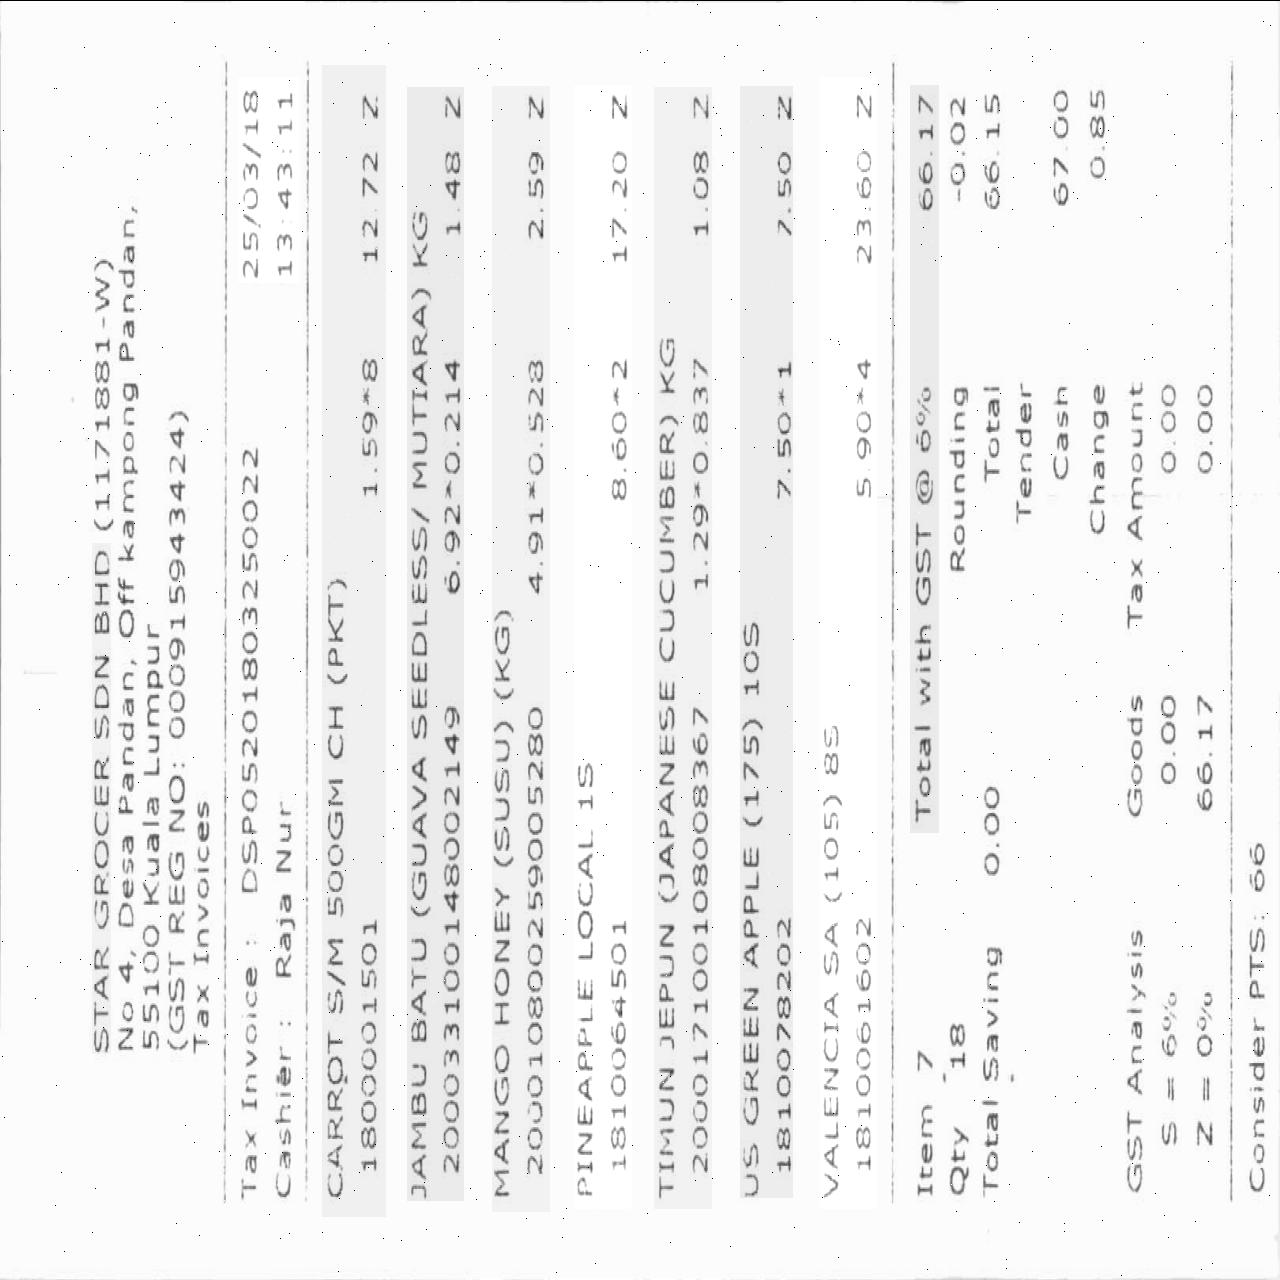 STAR GROCER SDN BHD (1171881-W)
No 4, Desa Pandan, Off kampong Pandan,
55100 Kuala Lumpur
(GST REG NO: 000915943424)
Tax Invoices
Tax Invoice : DSP05201803250022 25/03/18
Cashier : Raja Nur 13:43:11
CARROT S/M 500GM CH (PKT)
180001501 1.59*8 12.72 Z
JAMBU BATU (GUAVA SEEDLESS/ MUTIARA) KG
2000331001480002149 6.92*0.214 1.48 Z
MANGO HONEY (SUSU) (KG)
2000108002590005280 4.91*0.528 2.59 Z
PINEAPPLE LOCAL 1S
1810064501 8.60*2 17.20 Z
TIMUN JEPUN (JAPANESE CUCUMBER) KG
2000171001080008367 1.29*0.837 1.08 Z
US GREEN APPLE (175) 10S
1810078202 7.50*1 7.50 Z
VALENCIA SA (105) 8S
1810061602 5.90*4 23.60 Z
Item 7 Total with GST @ 6% 66.17
Qty 18 Rounding -0.02
Total Saving 0.00 Total 66.15
Tender
Cash 67.00
Change 0.85
GST Analysis Goods Tax Amount
S = 6% 0.00 0.00
Z = 0% 66.17 0.00
Consider PTS: 66